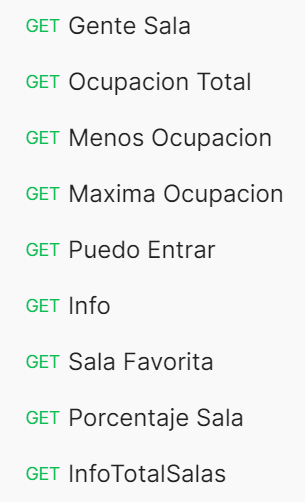 GET Gente Sala
GET Ocupacion Total
GET Menos Ocupacion
GET Maxima Ocupacion
GET Puedo Entrar
GET Info
GET Sala Favorita
GET Porcentaje Sala
GET InfoTotalSalas